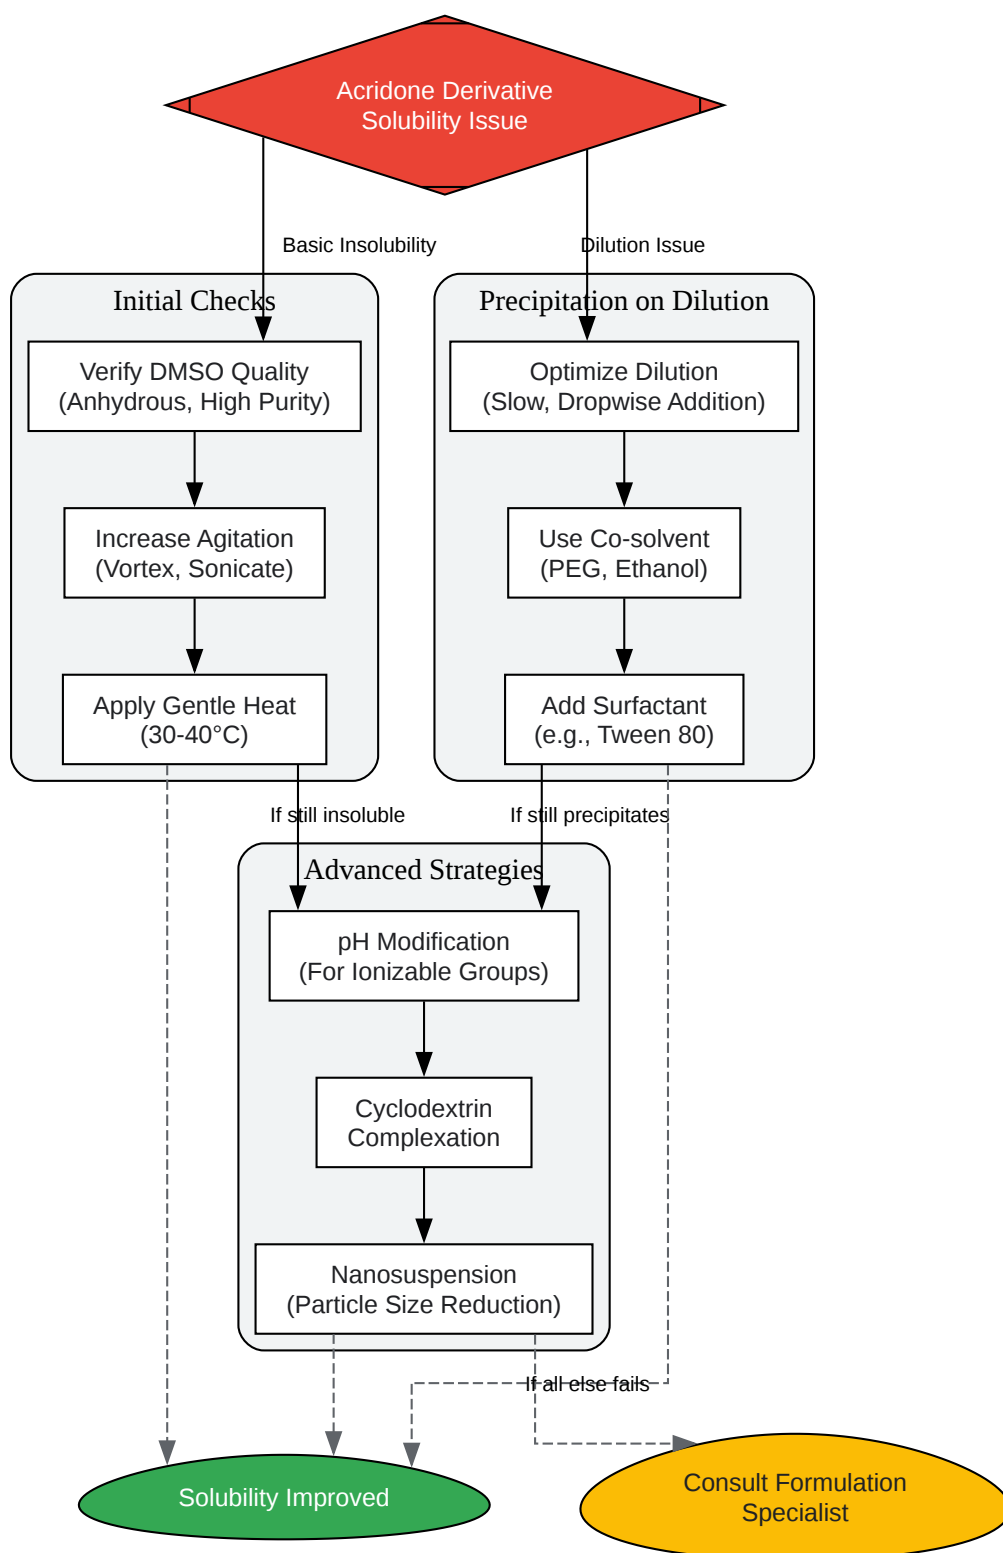 Acridone Derivative
Solubility Issue
Basic Insolubility
Dilution Issue
Initial Checks
Verify DMSO Quality
(Anhydrous, High Purity)
Increase Agitation
(Vortex, Sonicate)
Apply Gentle Heat
(30-40°C)
Precipitation on Dilution
Optimize Dilution
(Slow, Dropwise Addition)
Use Co-solvent
(PEG, Ethanol)
Add Surfactant
(e.g., Tween 80)
If still insoluble
If still precipitates
Advanced Strategies
pH Modification
(For Ionizable Groups)
Cyclodextrin
Complexation
Nanosuspension
(Particle Size Reduction)
If all else fails
Solubility Improved
Consult Formulation
Specialist